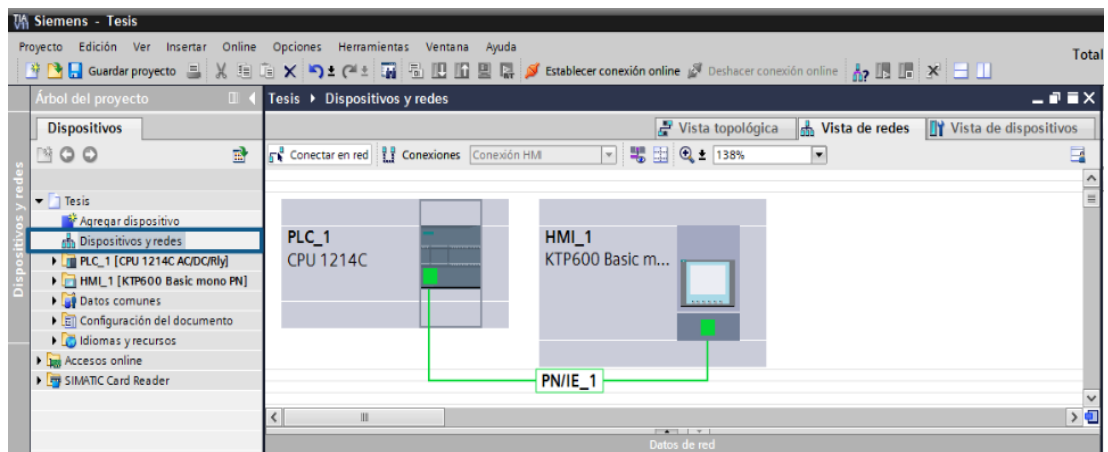 Siemens - Tesis
Proyecto Edición Ver Insertar Online Opciones Herramientas Ventana Ayuda
Total
Guardar proyecto Establecer conexión online Deshacer conexión online
Árbol del proyecto
Tesis Dispositivos y redes
Dispositivos
Vista topológica Vista de redes Vista de dispositivos
Conectar en red Conexiones Conexión HMI 138%
Dispositivos y redes
Tesis
Agregar dispositivo
Dispositivos y redes
PLC_1 [CPU 1214C AC/DC/Rly]
HMI_1 [KTP600 Basic mono PN]
Datos comunes
Configuración del documento
Idiomas y recursos
Accesos online
SIMATIC Card Reader
PLC_1
CPU 1214C
HMI_1
KTP600 Basic m...
PN/IE_1
Datos de red